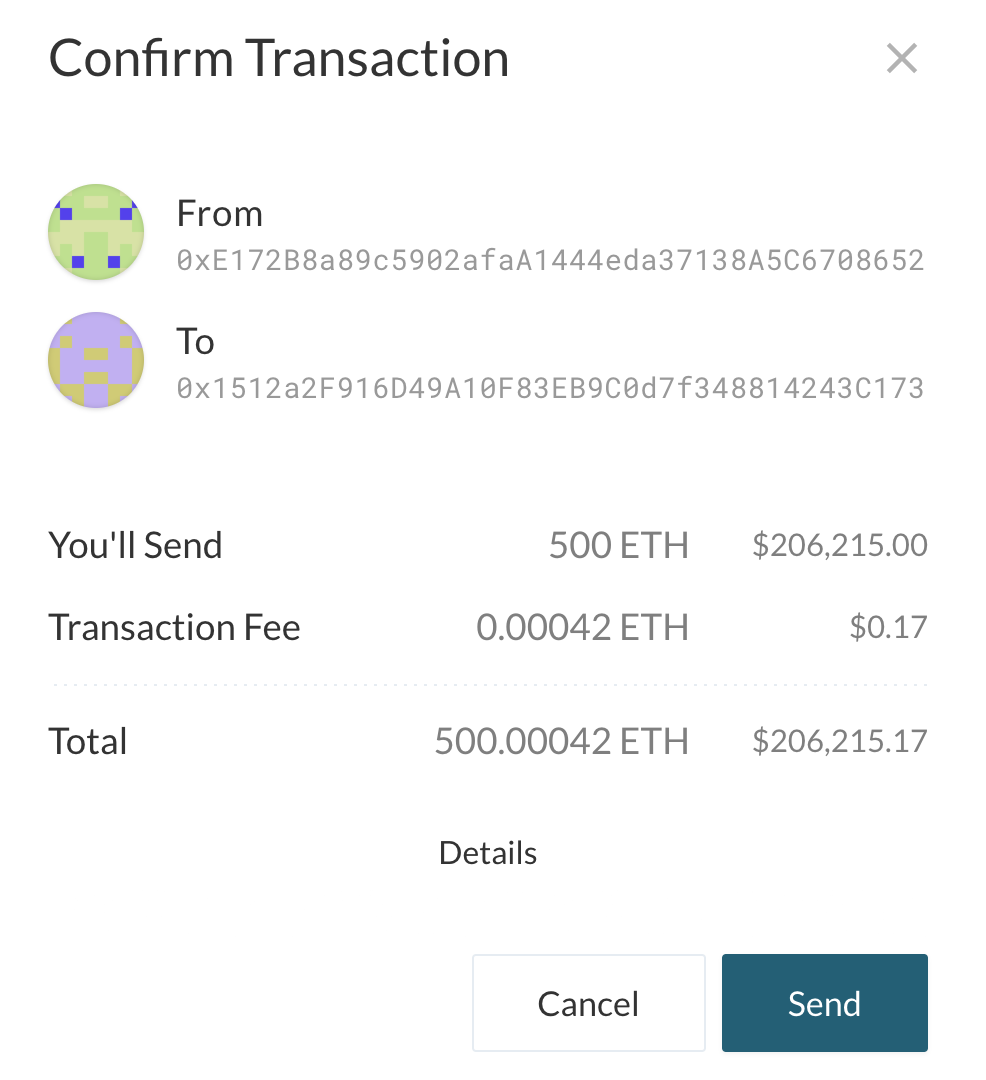 Confirm Transaction
From
0xE172B8a89c5902afaA1444eda37138A5C6708652
To
0x1512a2F916D49A10F83EB9C0d7f348814243C173
You'll Send 500 ETH $206,215.00
Transaction Fee 0.00042 ETH $0.17
Total 500.00042 ETH $206,215.17
Details
Cancel Send